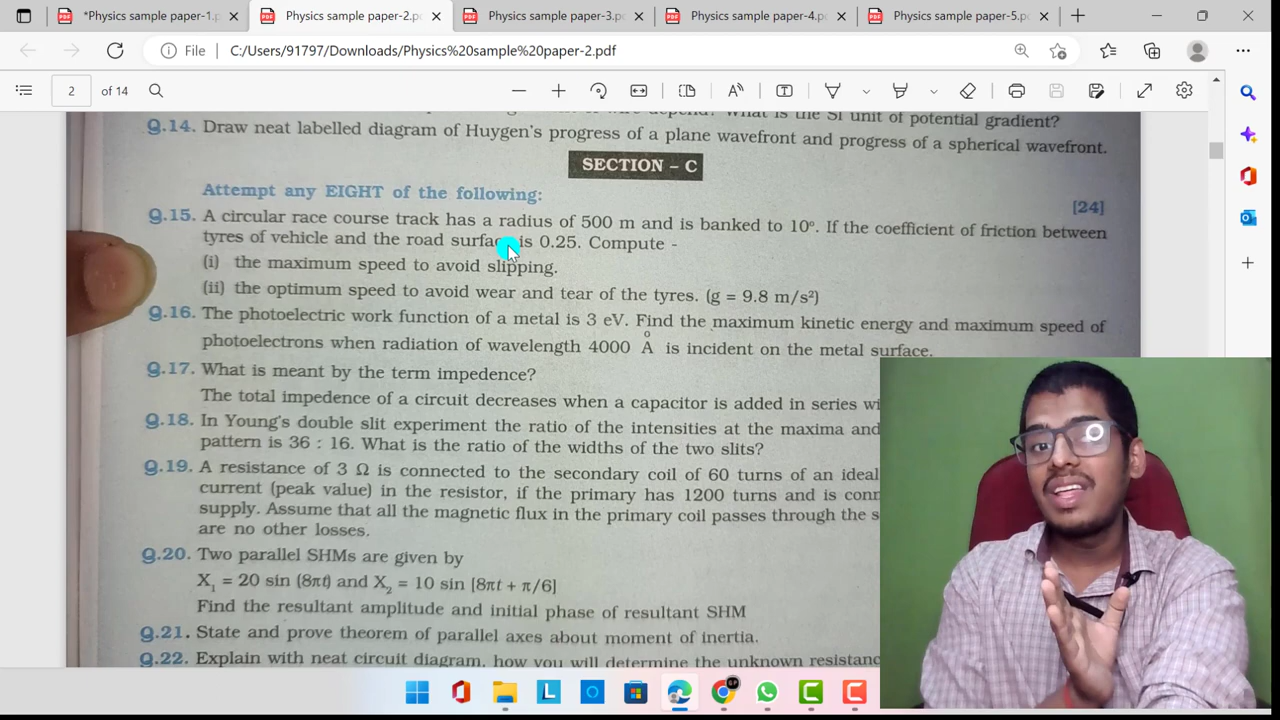 *Physics sample paper-1.p
Physics sample paper-2.pdf
Physics sample paper-3.pd
Physics sample paper-4.pd
Physics sample paper-5.pd
File
C:/Users/91797/Downloads/Physics%20sample%20paper-2.pdf
2 of 14
depend? What is the SI unit of potential gradient?
Q.14. Draw neat labelled diagram of Huygen's progress of a plane wavefront and progress of a spherical wavefront.
SECTION – C
Attempt any EIGHT of the following:
[24]
Q.15. A circular race course track has a radius of 500 m and is banked to 10°. If the coefficient of friction between
tyres of vehicle and the road surface is 0.25. Compute -
(i) the maximum speed to avoid slipping.
(ii) the optimum speed to avoid wear and tear of the tyres. (g = 9.8 m/s²)
Q.16. The photoelectric work function of a metal is 3 eV. Find the maximum kinetic energy and maximum speed of
photoelectrons when radiation of wavelength 4000 Å is incident on the metal surface.
Q.17. What is meant by the term impedence?
The total impedence of a circuit decreases when a capacitor is added in series wi
Q.18. In Young's double slit experiment the ratio of the intensities at the maxima and
pattern is 36 : 16. What is the ratio of the widths of the two slits?
Q.19. A resistance of 3 Ω is connected to the secondary coil of 60 turns of an ideal
current (peak value) in the resistor, if the primary has 1200 turns and is conn
supply. Assume that all the magnetic flux in the primary coil passes through the s
are no other losses.
Q.20. Two parallel SHMs are given by
X₁ = 20 sin (8πt) and X₂ = 10 sin [8πt + π/6]
Find the resultant amplitude and initial phase of resultant SHM
Q.21. State and prove theorem of parallel axes about moment of inertia.
Q.22. Explain with neat circuit diagram, how you will determine the unknown resistanc